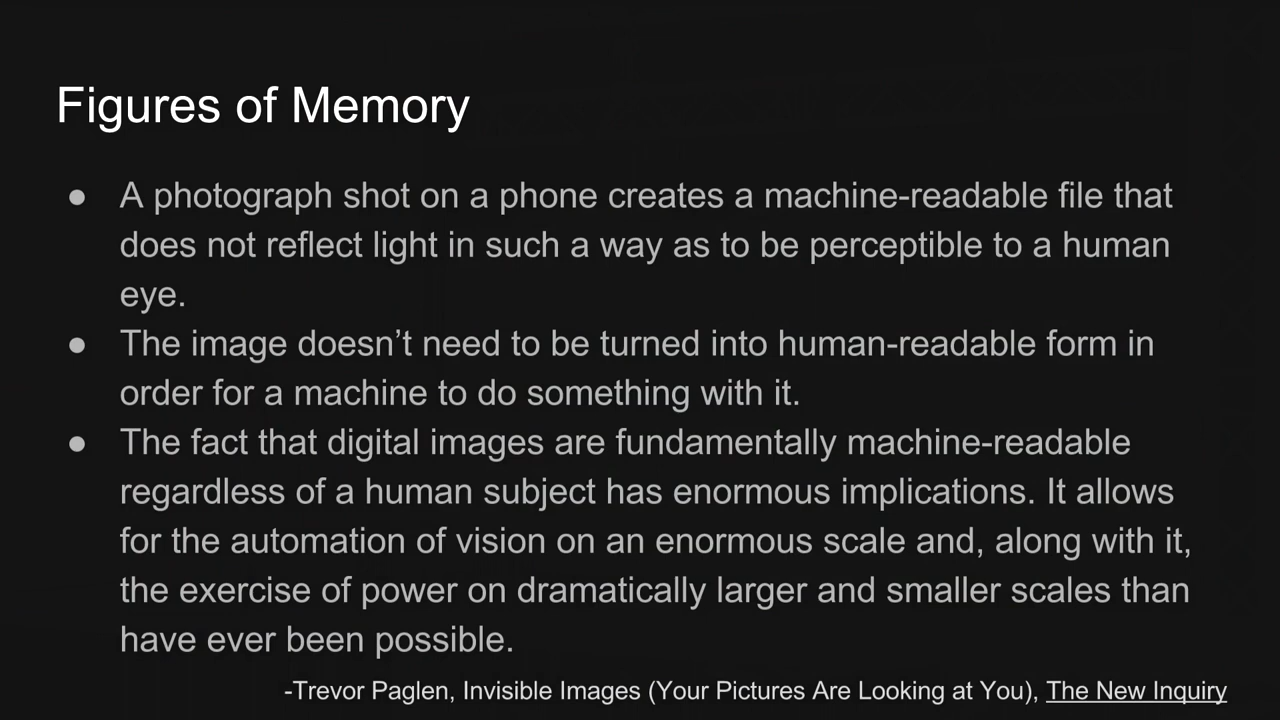 Figures of Memory
● A photograph shot on a phone creates a machine-readable file that
does not reflect light in such a way as to be perceptible to a human
eye.
● The image doesn’t need to be turned into human-readable form in
order for a machine to do something with it.
● The fact that digital images are fundamentally machine-readable
regardless of a human subject has enormous implications. It allows
for the automation of vision on an enormous scale and, along with it,
the exercise of power on dramatically larger and smaller scales than
have ever been possible.
-Trevor Paglen, Invisible Images (Your Pictures Are Looking at You), The New Inquiry